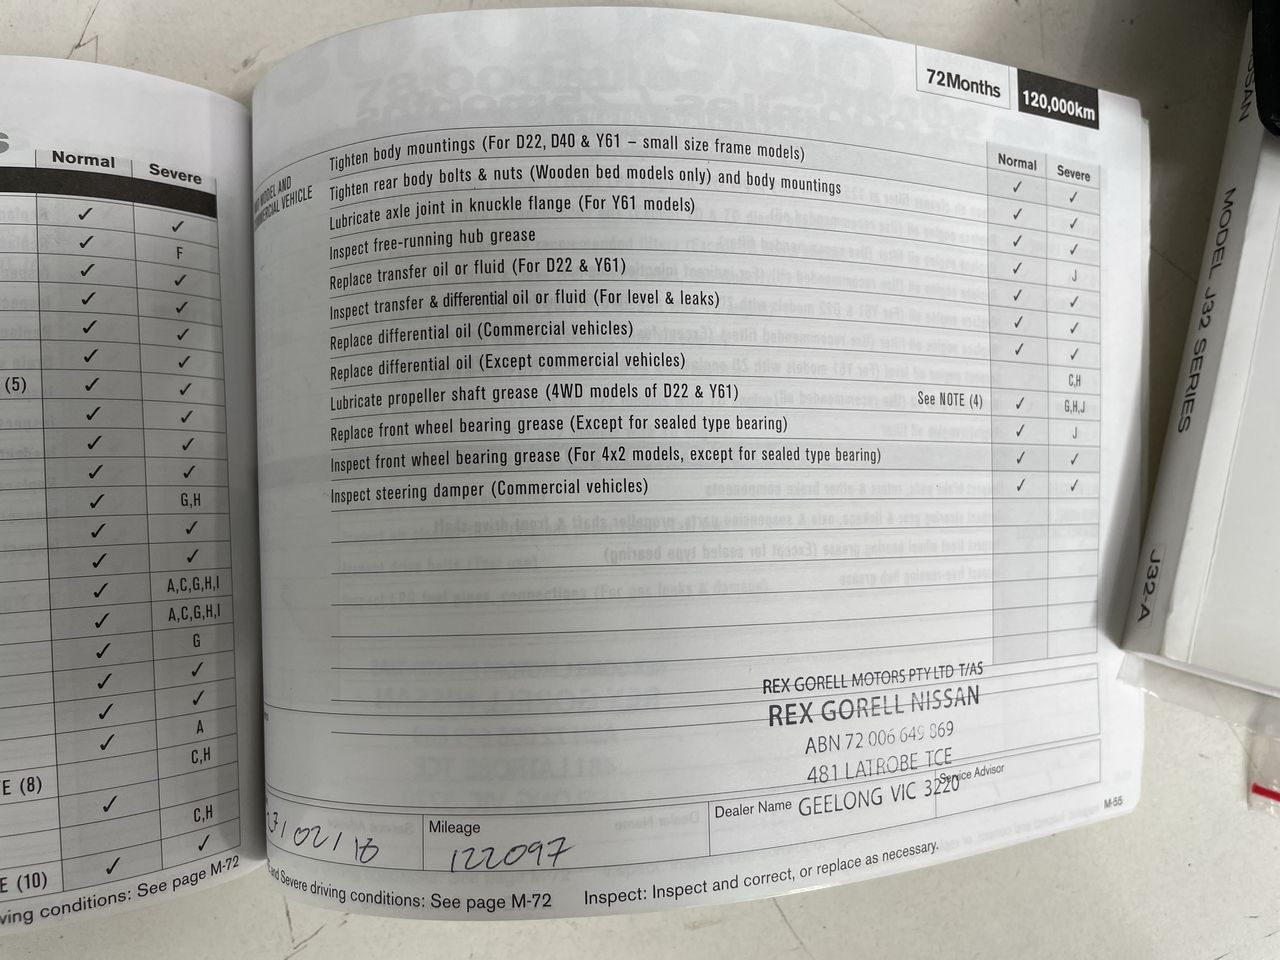 Normal Severe
✓ ✓
✓ F
✓ ✓
✓ ✓
✓ ✓
✓ ✓
(5) ✓ ✓
✓ ✓
✓ ✓
✓ ✓
✓ G,H
✓ ✓
✓ ✓
✓ A,C,G,H,I
✓ A,C,G,H,I
✓ G
✓ ✓
✓ ✓
✓ A
C,H
E (8)
✓ C,H
E (10) ✓ ✓
ving conditions: See page M-72
72Months 120,000km
Normal Severe
MODEL AND
VEHICLE
Tighten body mountings (For D22, D40 & Y61 – small size frame models) ✓ ✓
Tighten rear body bolts & nuts (Wooden bed models only) and body mountings ✓ ✓
Lubricate axle joint in knuckle flange (For Y61 models) ✓ ✓
Inspect free-running hub grease ✓ J
Replace transfer oil or fluid (For D22 & Y61) ✓ ✓
Inspect transfer & differential oil or fluid (For level & leaks) ✓ ✓
Replace differential oil (Commercial vehicles) ✓ ✓
Replace differential oil (Except commercial vehicles) C,H
Lubricate propeller shaft grease (4WD models of D22 & Y61) See NOTE (4) ✓ G,H,J
Replace front wheel bearing grease (Except for sealed type bearing) ✓ J
Inspect front wheel bearing grease (For 4x2 models, except for sealed type bearing) ✓ ✓
Inspect steering damper (Commercial vehicles) ✓ ✓
REX GORELL MOTORS PTY LTD T/AS
REX GORELL NISSAN
ABN 72 006 649 869
481 LATROBE TCE
GEELONG VIC 3220
Mileage
122097
Dealer Name
Service Advisor
M-55
and Severe driving conditions: See page M-72 Inspect: Inspect and correct, or replace as necessary.
MODEL J32 SERIES
J32-A